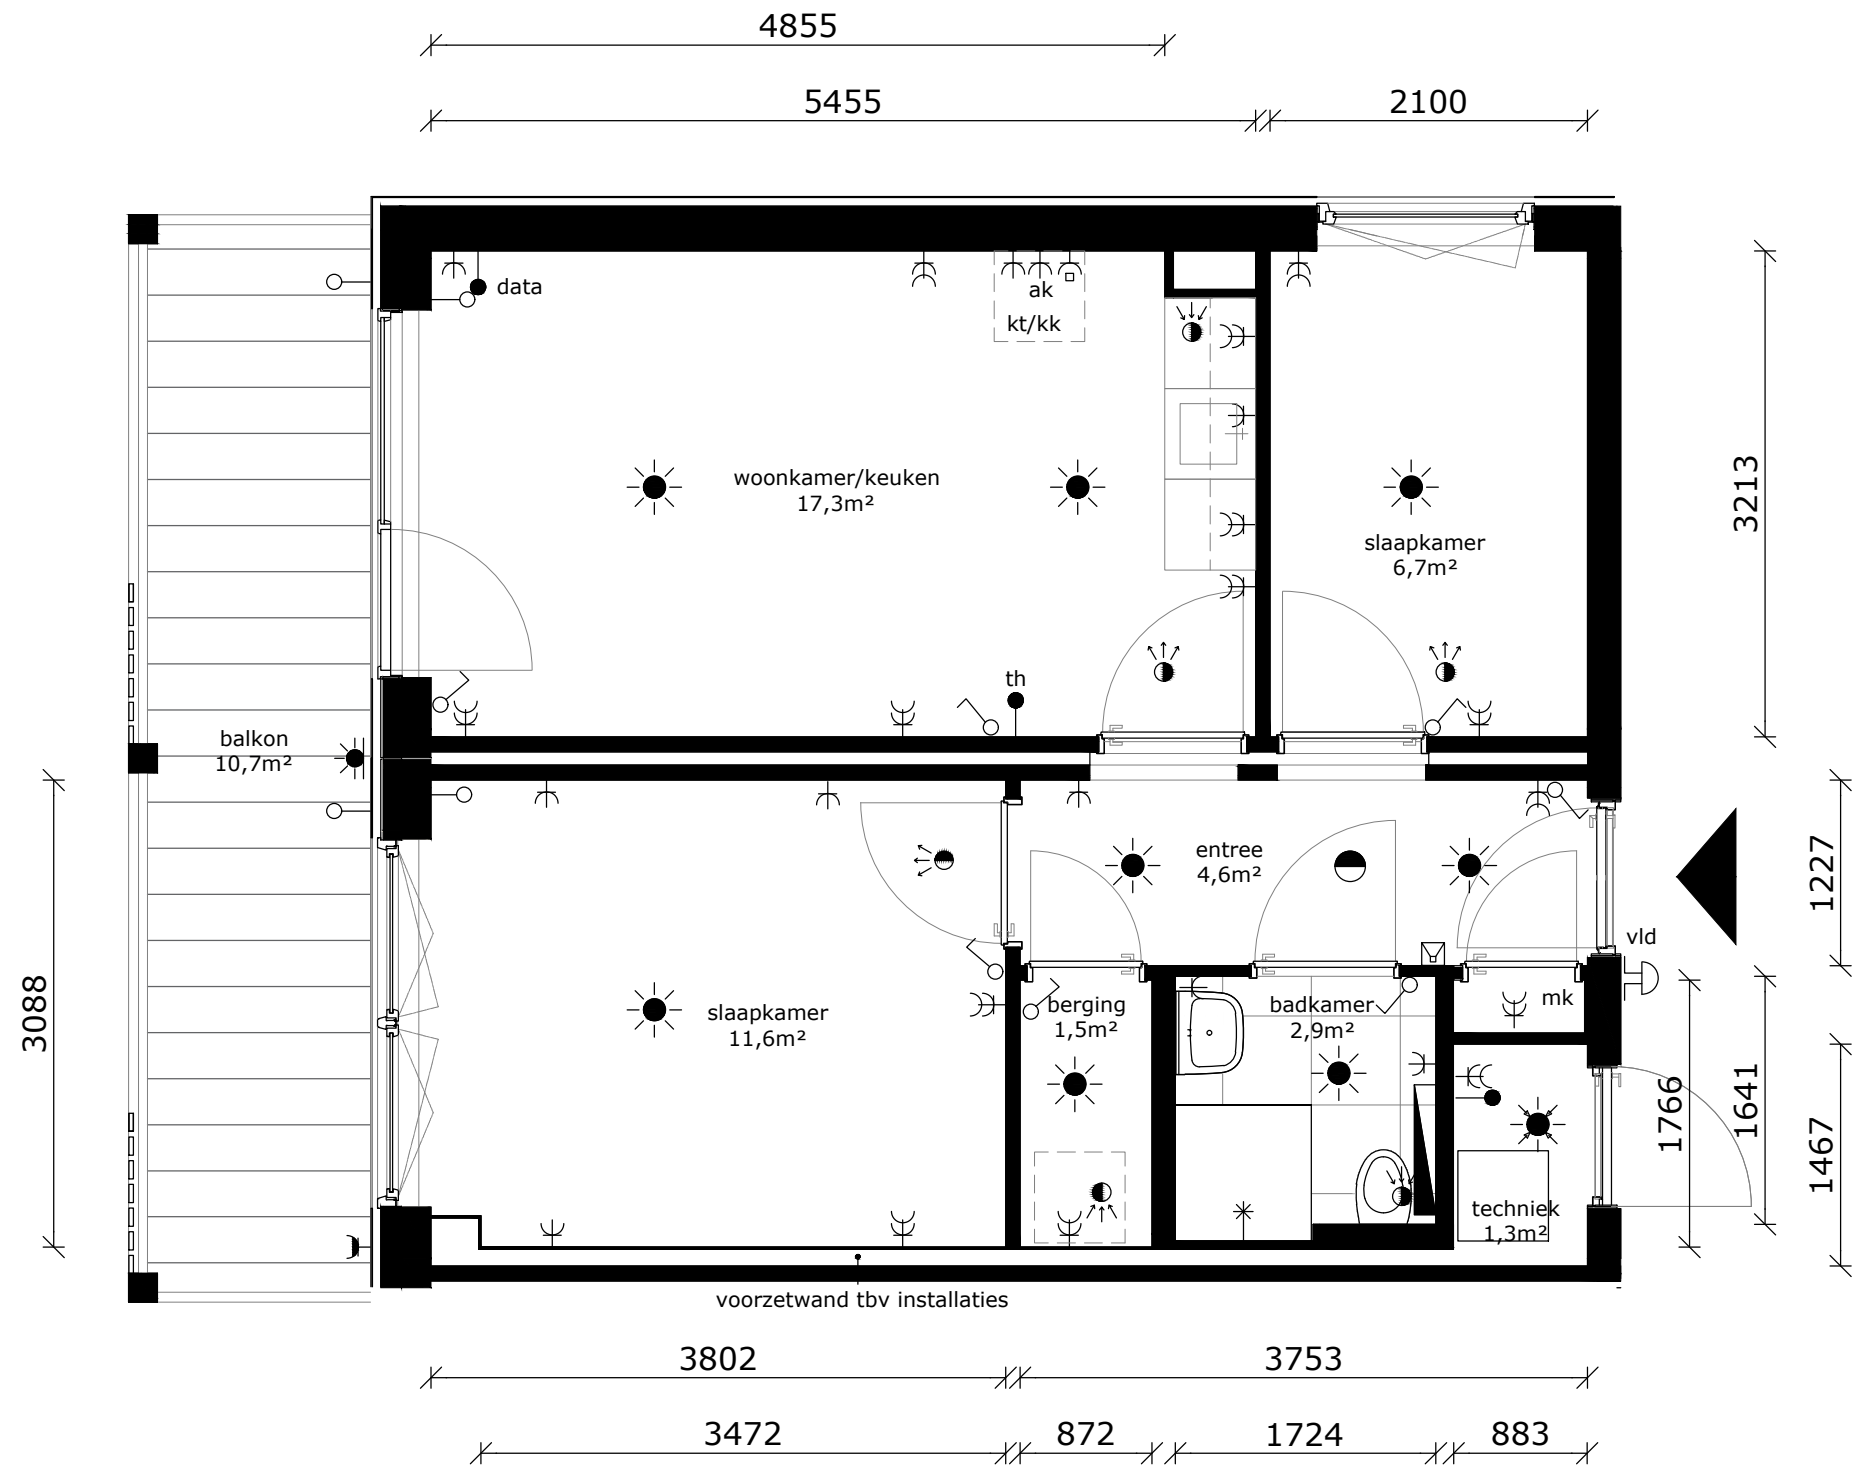 4855
5455
2100
data
ak
kt/kk
woonkamer/keuken
17,3m²
slaapkamer
6,7m²
3213
th
balkon
10,7m²
entree
4,6m²
1227
vld
3088
slaapkamer
11,6m²
berging
1,5m²
badkamer
2,9m²
mk
1766
1641
1467
techniek
1,3m²
voorzetwand tbv installaties
3802
3753
3472
872
1724
883